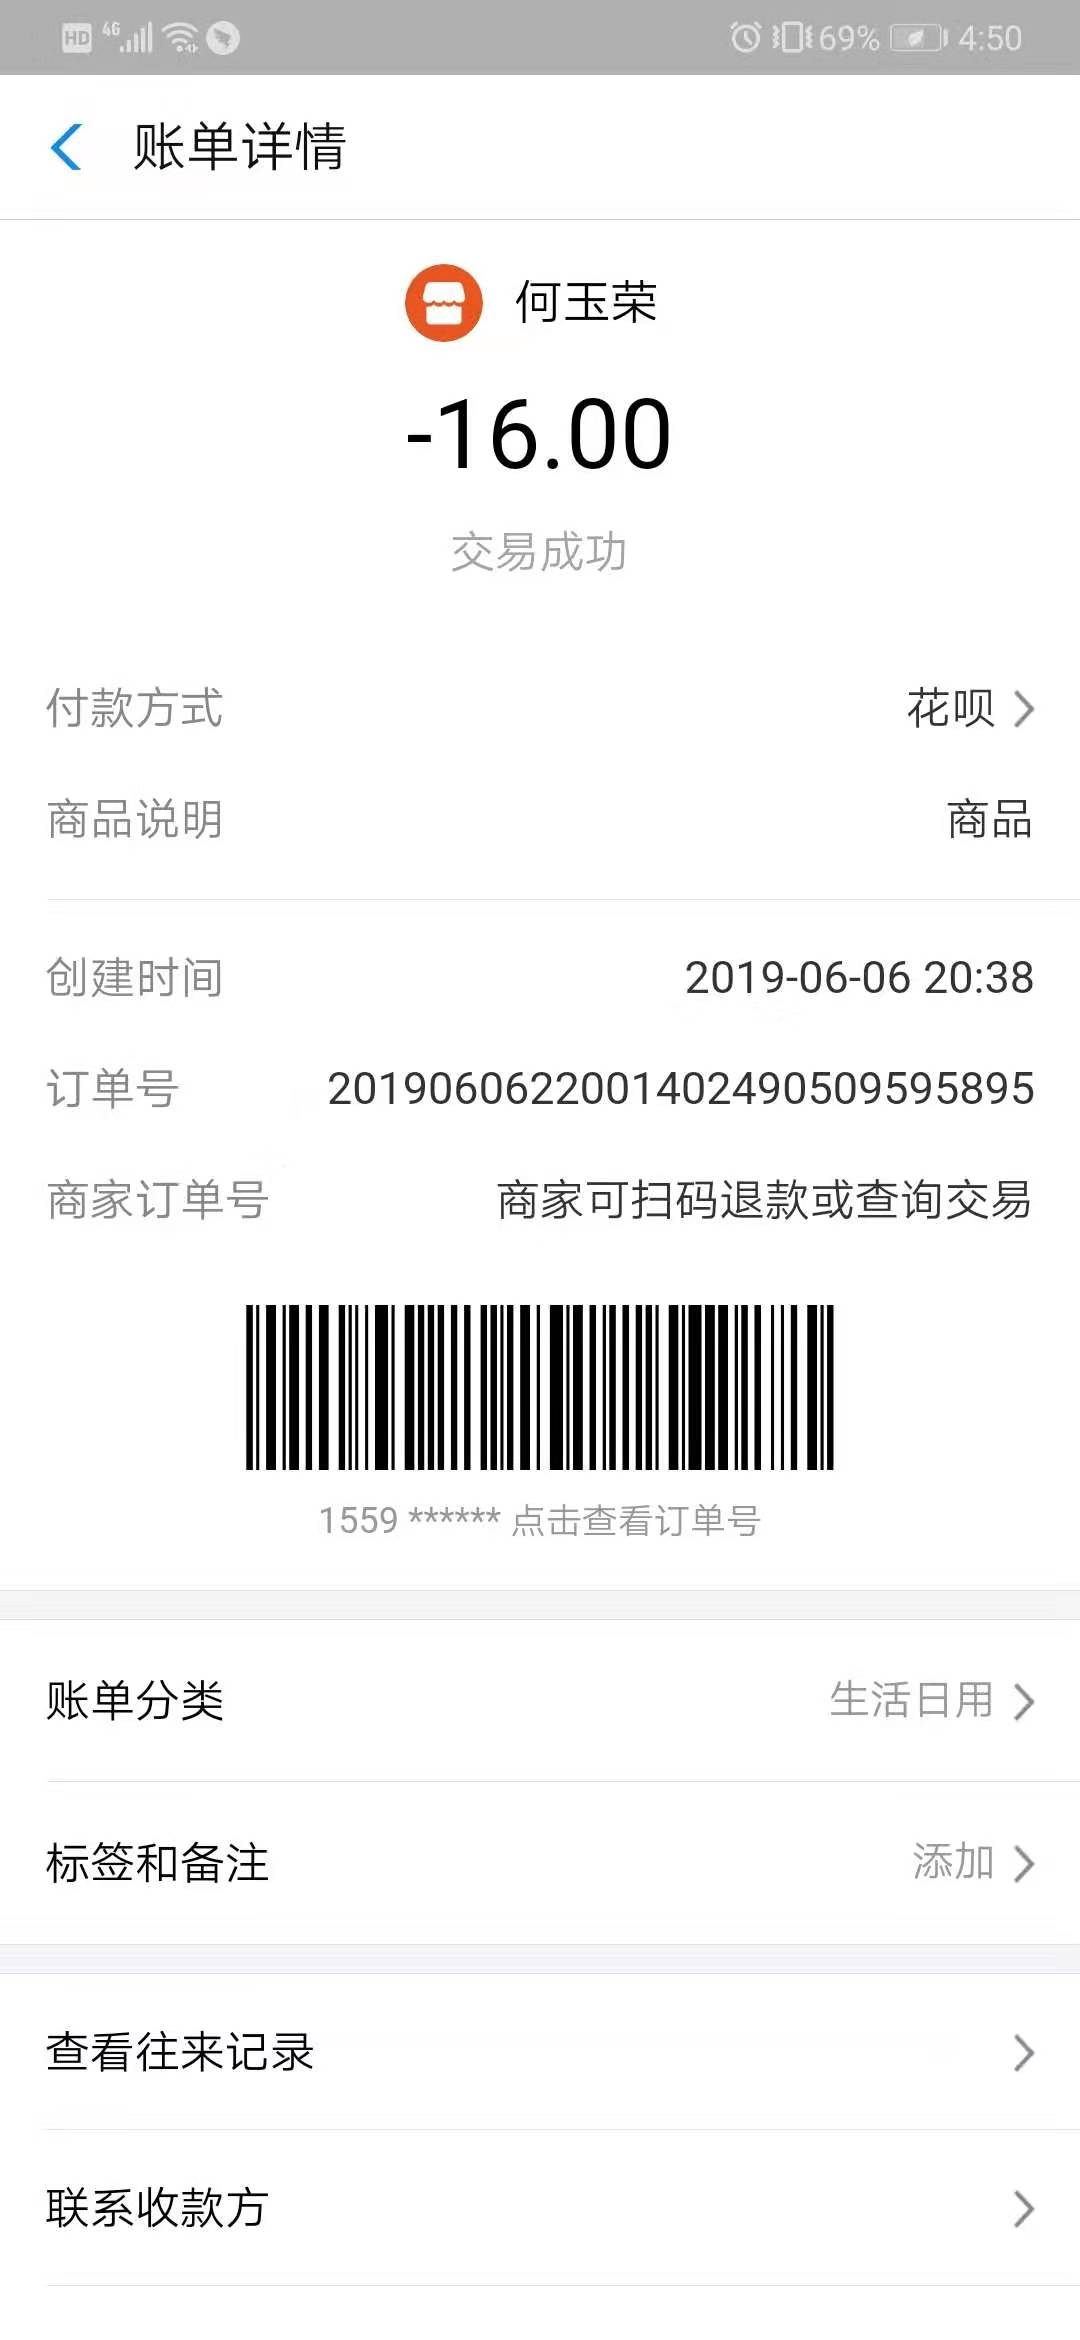 HD 4G 69% 4:50
账单详情
何玉荣
-16.00
交易成功
付款方式 花呗
商品说明 商品
创建时间 2019-06-06 20:38
订单号 2019060622001402490509595895
商家订单号 商家可扫码退款或查询交易
1559 ****** 点击查看订单号
账单分类 生活日用
标签和备注 添加
查看往来记录
联系收款方